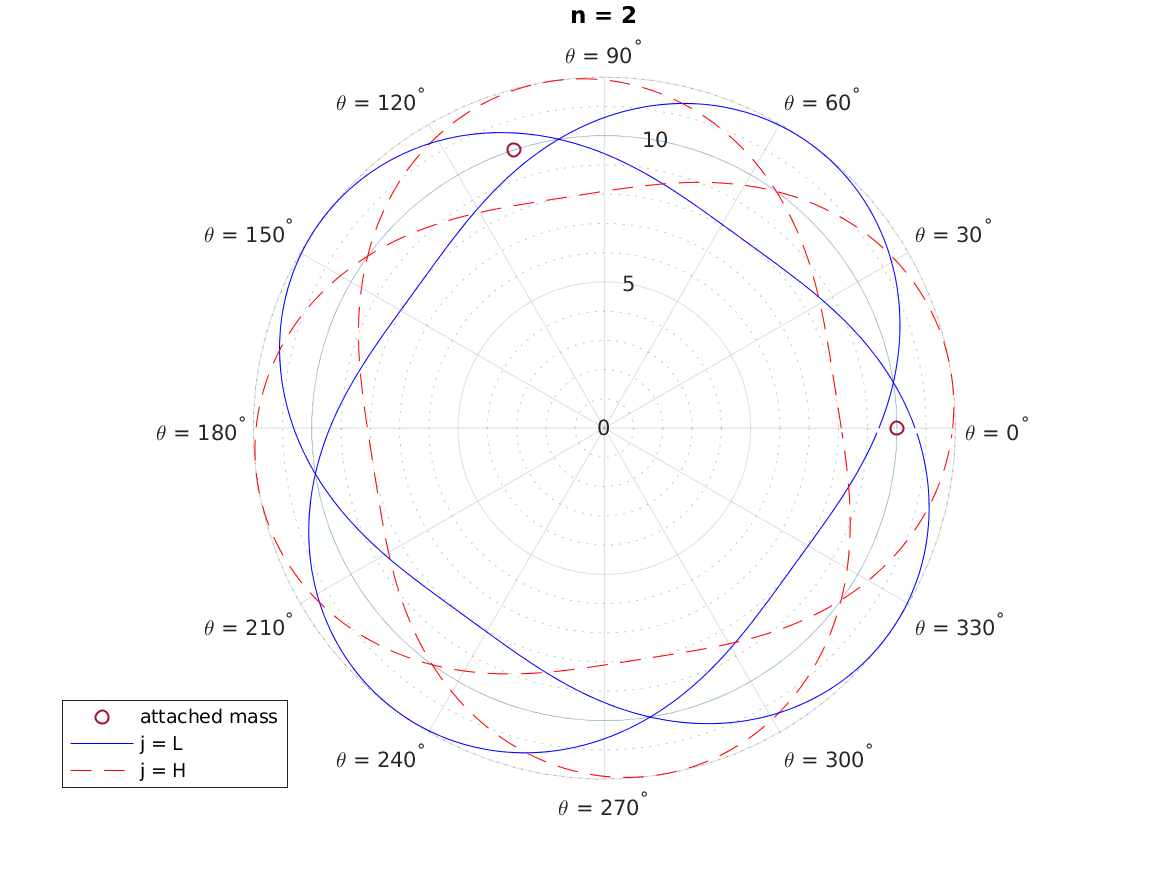 n = 2
θ = 90°
θ = 120°
θ = 60°
10
θ = 150°
θ = 30°
5
θ = 180°
0
θ = 0°
θ = 210°
θ = 330°
attached mass
j = L
j = H
θ = 240°
θ = 300°
θ = 270°